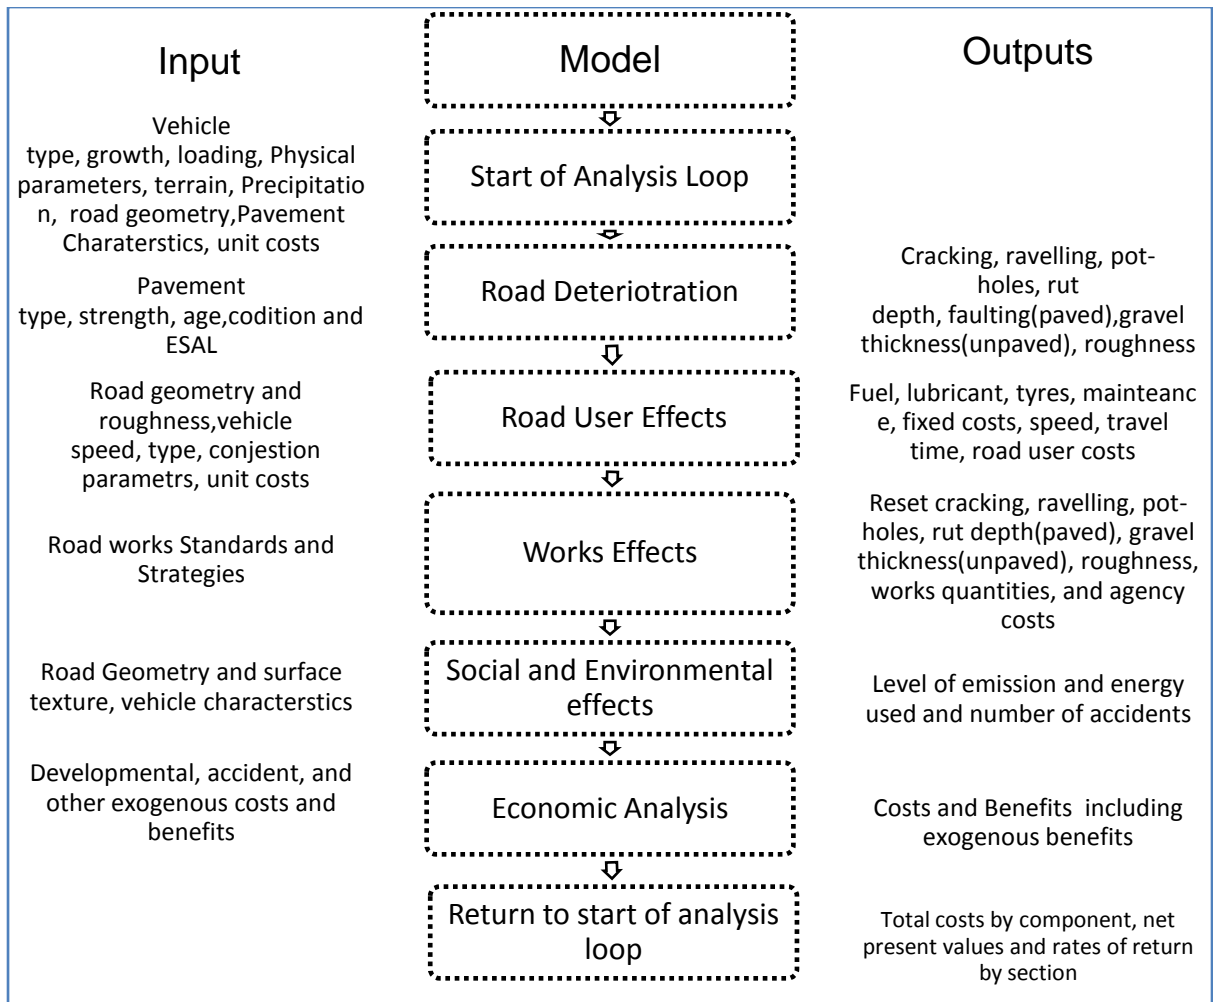 Input
Model
Outputs
Vehicle
type, growth, loading, Physical
parameters, terrain, Precipitatio
n, road geometry,Pavement
Charaterstics, unit costs
Start of Analysis Loop
Pavement
type, strength, age,codition and
ESAL
Road Deteriotration
Cracking, ravelling, pot-
holes, rut
depth, faulting(paved),gravel
thickness(unpaved), roughness
Road geometry and
roughness,vehicle
speed, type, conjestion
parametrs, unit costs
Road User Effects
Fuel, lubricant, tyres, mainteanc
e, fixed costs, speed, travel
time, road user costs
Road works Standards and
Strategies
Works Effects
Reset cracking, ravelling, pot-
holes, rut depth(paved), gravel
thickness(unpaved), roughness,
works quantities, and agency
costs
Road Geometry and surface
texture, vehicle characterstics
Social and Environmental
effects
Level of emission and energy
used and number of accidents
Developmental, accident, and
other exogenous costs and
benefits
Economic Analysis
Costs and Benefits including
exogenous benefits
Return to start of analysis
loop
Total costs by component, net
present values and rates of return
by section